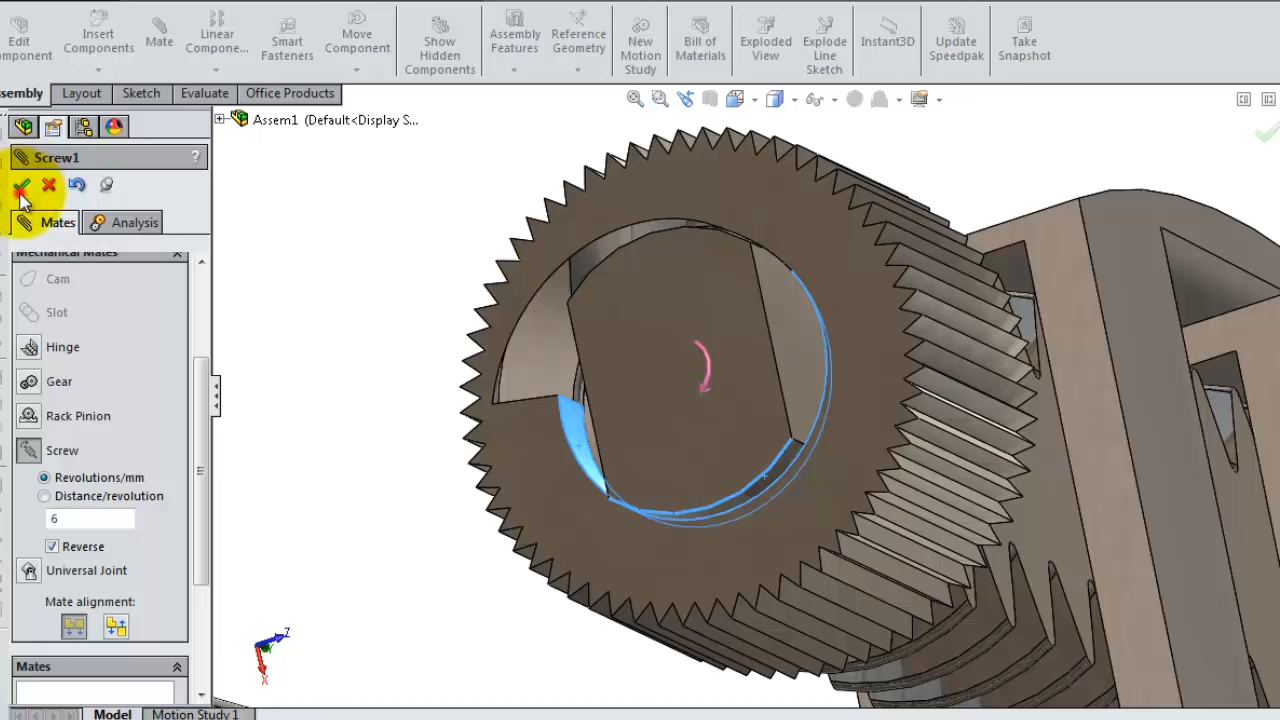 Edit
Component
Insert
Components
Mate
Linear
Compone...
Smart
Fasteners
Move
Component
Show
Hidden
Components
Assembly
Features
Reference
Geometry
New
Motion
Study
Bill of
Materials
Exploded
View
Explode
Line
Sketch
Instant3D
Update
Speedpak
Take
Snapshot
ssembly
Layout
Sketch
Evaluate
Office Products
Assem1 (Default<Display S...
Screw1
?
Mates
Analysis
Mechanical Mates
Cam
Slot
Hinge
Gear
Rack Pinion
Screw
Revolutions/mm
Distance/revolution
6
Reverse
Universal Joint
Mate alignment:
Mates
Z
X
Model
Motion Study 1